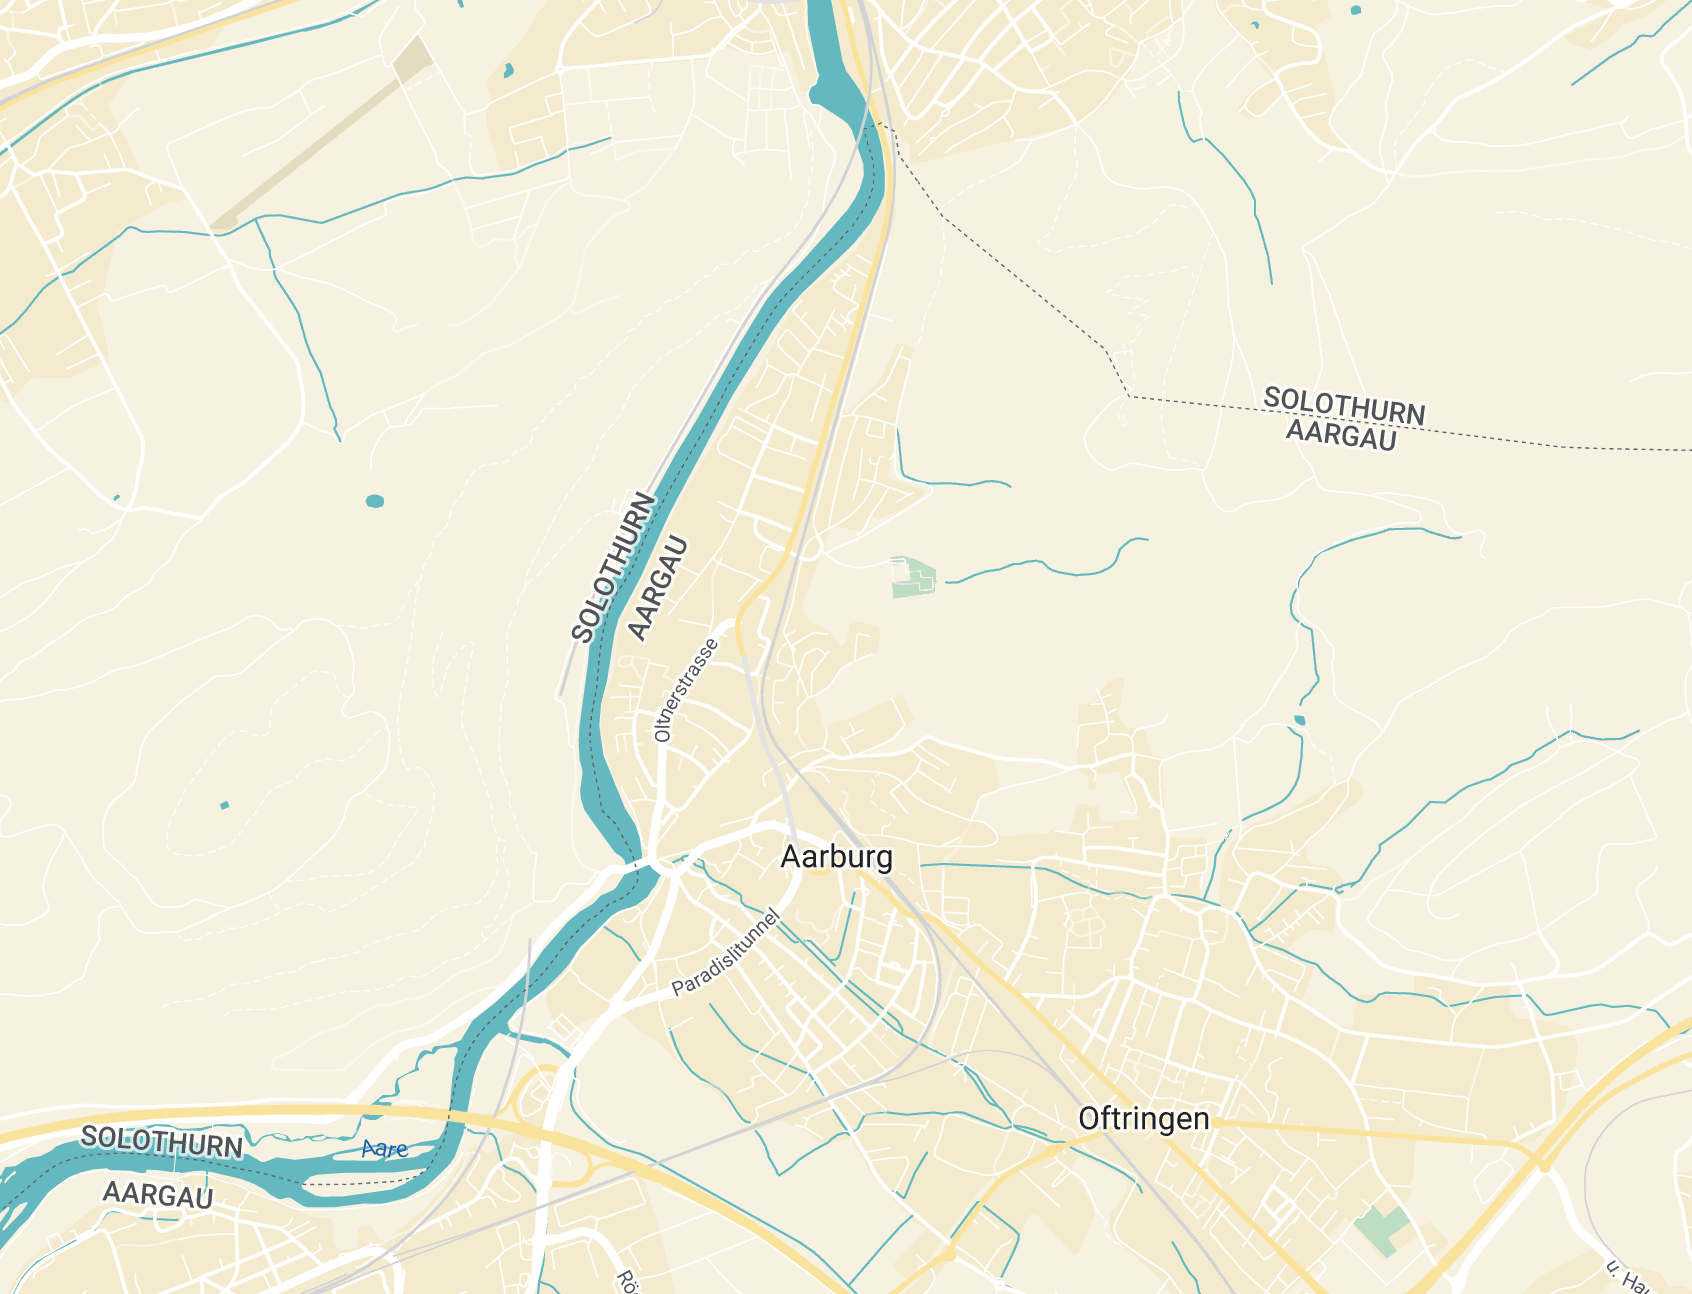 SOLOTHURN
AARGAU
SOLOTHURN
AARGAU
Oltnerstrasse
Aarburg
Paradislitunnel
Oftringen
SOLOTHURN
Aare
AARGAU